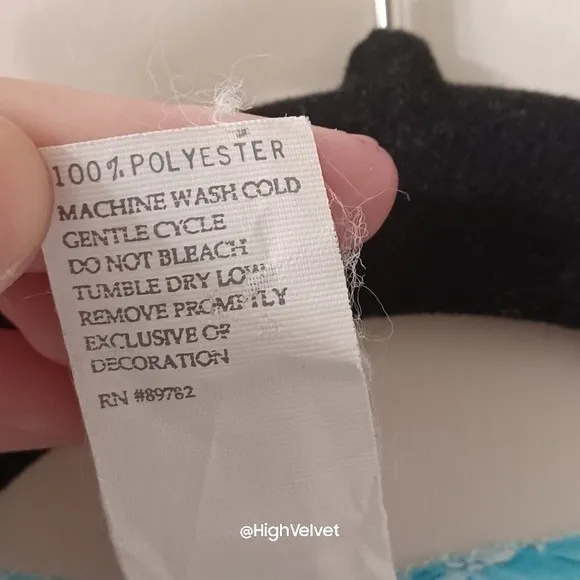 100% POLYESTER
MACHINE WASH COLD
GENTLE CYCLE
DO NOT BLEACH
TUMBLE DRY LOW
REMOVE PROMPTLY
EXCLUSIVE OF
DECORATION
RN #89782
@HighVelvet